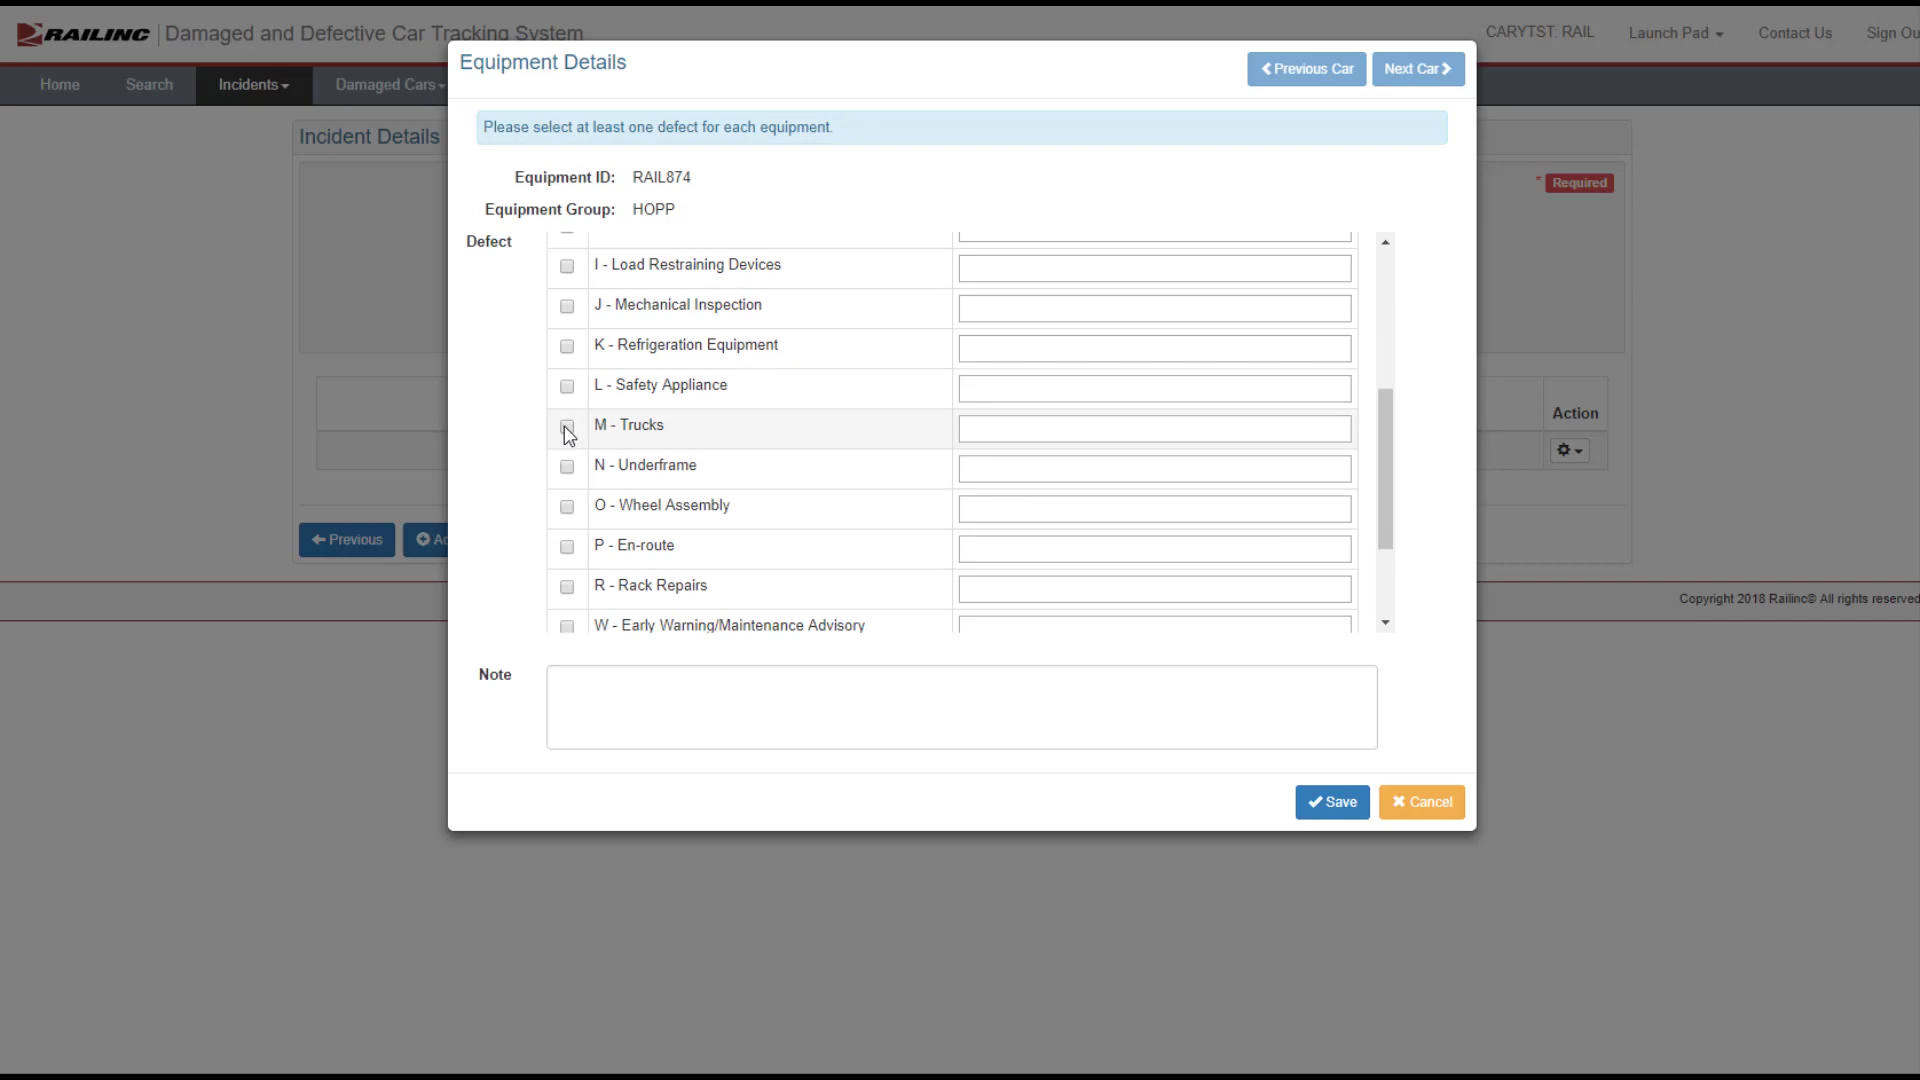 RAILINC Damaged and Defective Car Tracking System
CARYTST: RAIL Launch Pad Contact Us Sign Ou
Home Search Incidents Damaged Cars
Equipment Details
Previous Car Next Car
Please select at least one defect for each equipment.
Incident Details
* Required
Equipment ID: RAIL874
Equipment Group: HOPP
Defect
I - Load Restraining Devices
J - Mechanical Inspection
K - Refrigeration Equipment
L - Safety Appliance
M - Trucks
N - Underframe
O - Wheel Assembly
P - En-route
R - Rack Repairs
W - Early Warning/Maintenance Advisory
Action
Previous Ad
Copyright 2018 Railinc© All rights reserved
Note
Save Cancel